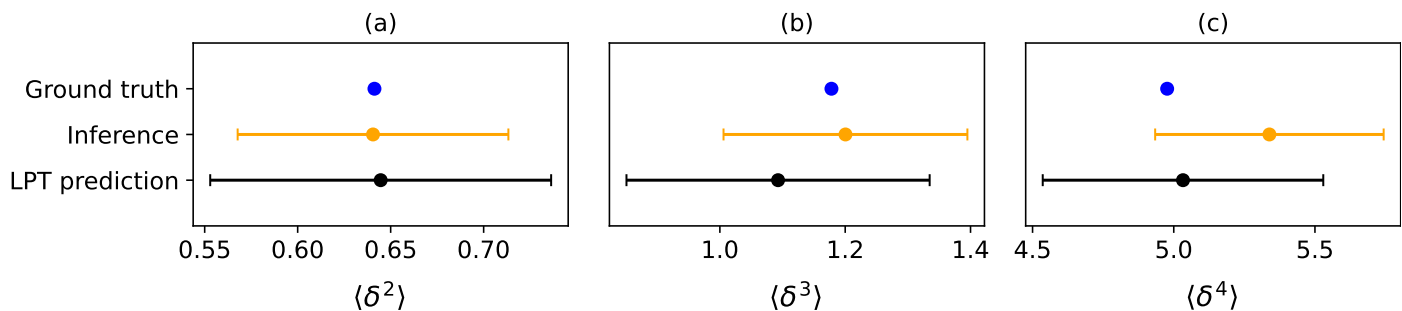 (a) (b) (c)
Ground truth
Inference
LPT prediction
0.55 0.60 0.65 0.70 1.0 1.2 1.4 4.5 5.0 5.5
⟨δ²⟩ ⟨δ³⟩ ⟨δ⁴⟩